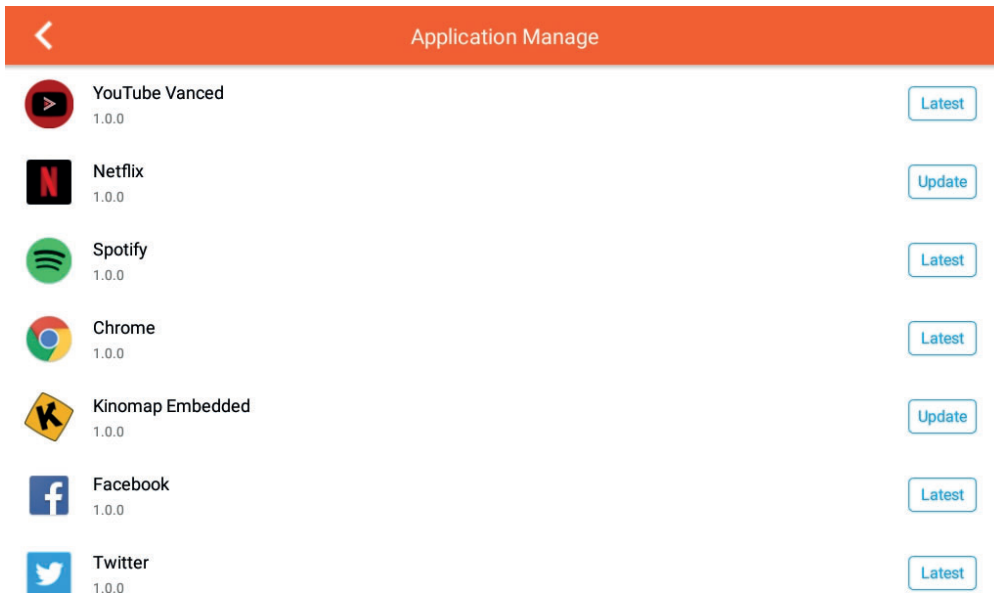 Application Manage
YouTube Vanced
1.0.0
Latest
Netflix
1.0.0
Update
Spotify
1.0.0
Latest
Chrome
1.0.0
Latest
Kinomap Embedded
1.0.0
Update
Facebook
1.0.0
Latest
Twitter
1.0.0
Latest